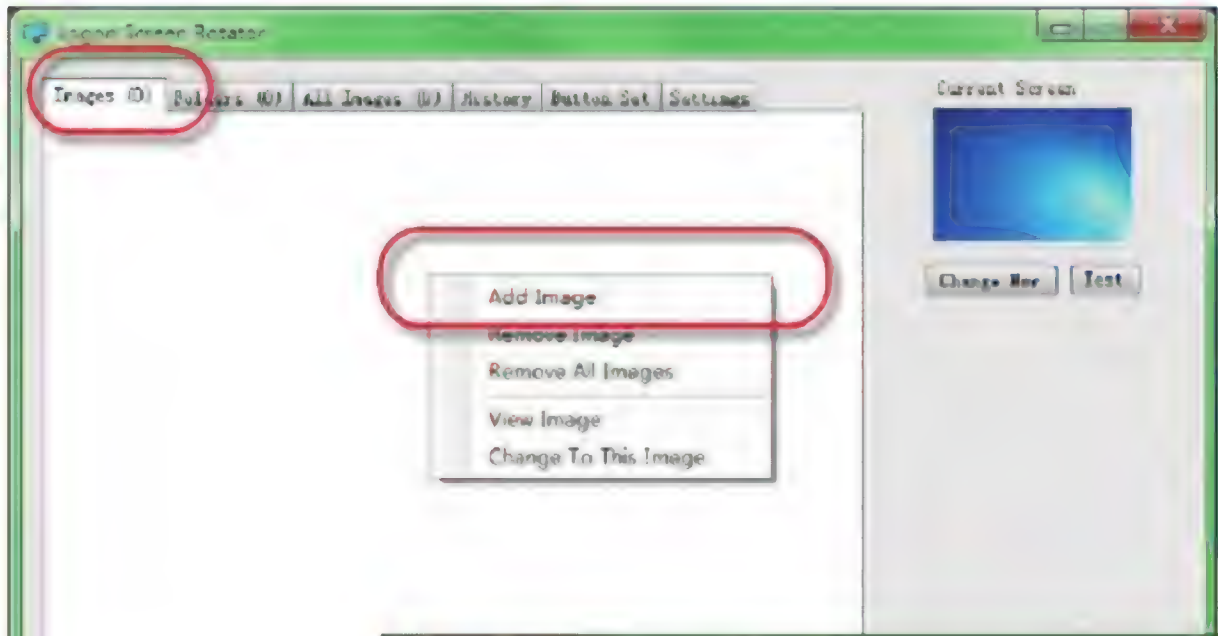 Logon Screen Rotator
Images (0) Folders (0) All Images (0) History Button Set Settings
Current Screen
Change Now Test
Add Image
Remove Image
Remove All Images
View Image
Change To This Image